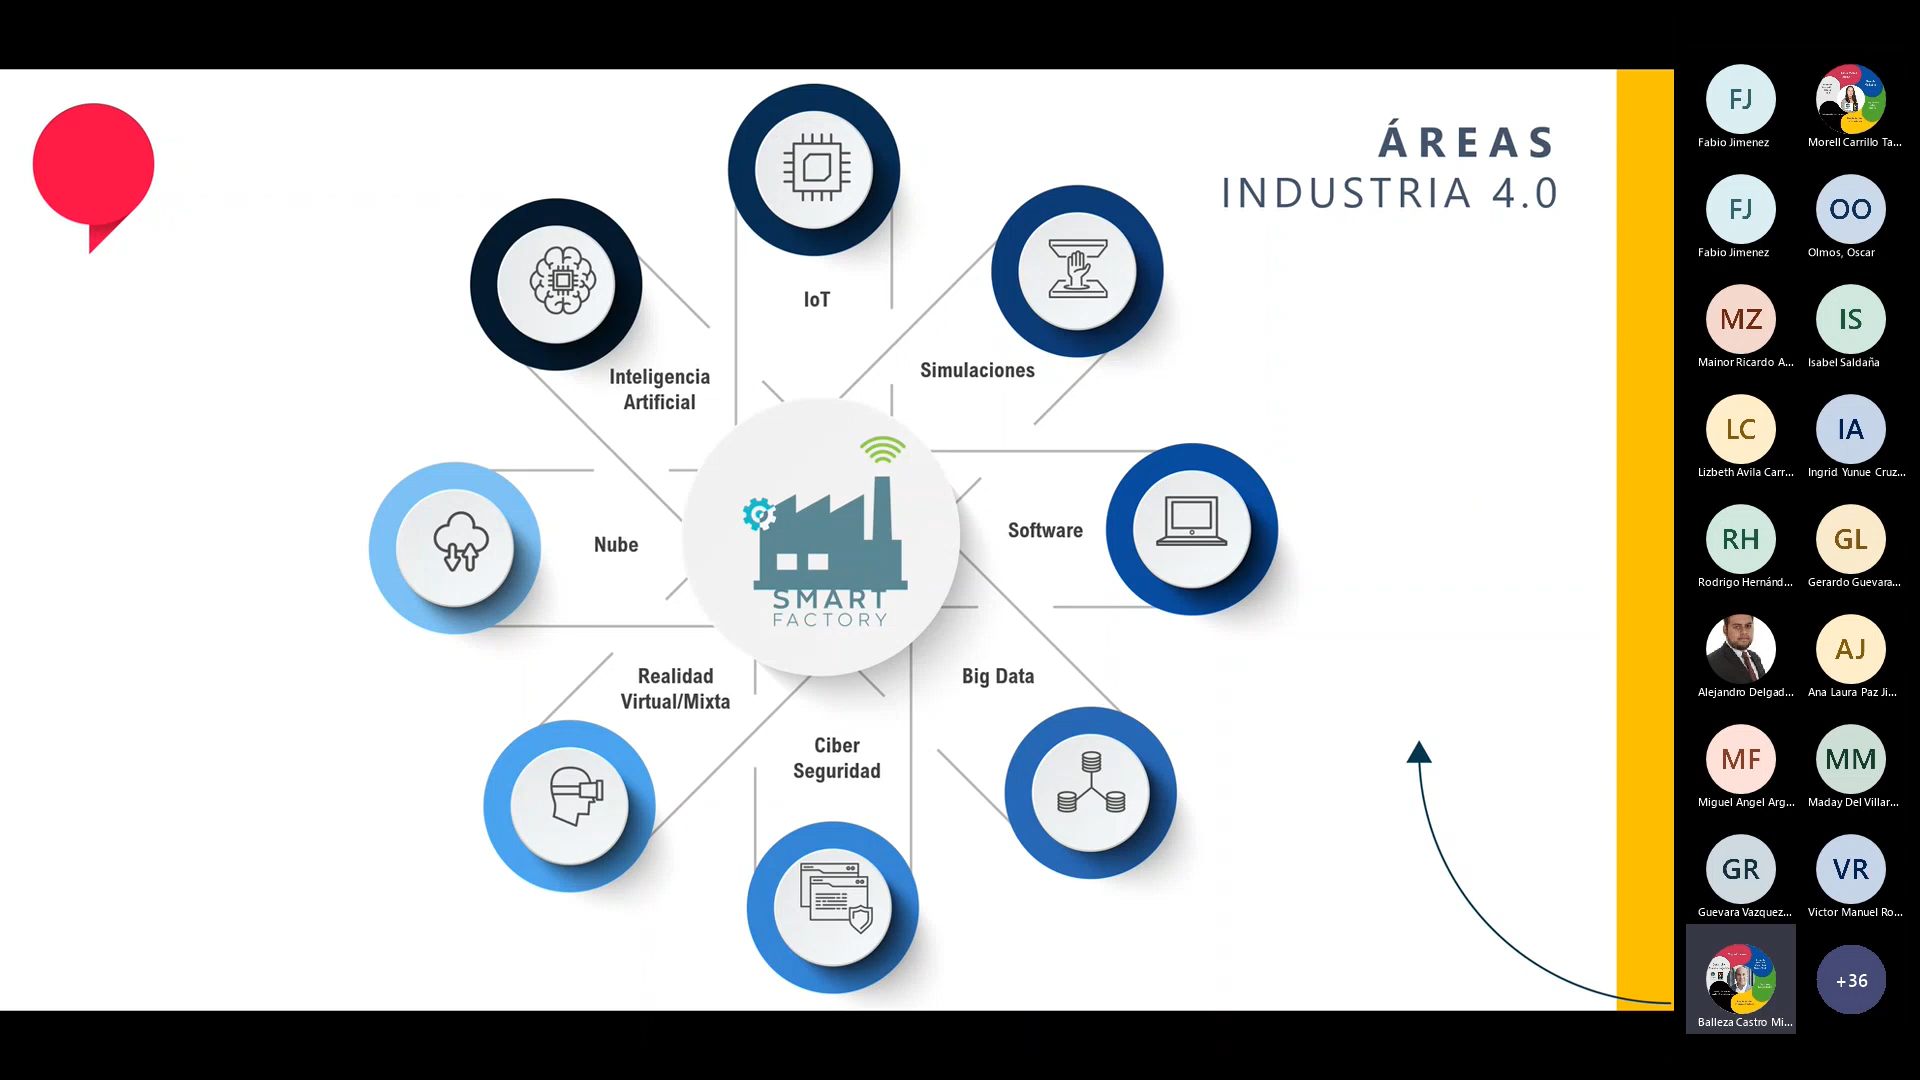 ÁREAS
INDUSTRIA 4.0
IoT
Simulaciones
Inteligencia
Artificial
Nube
Software
SMART
FACTORY
Realidad
Virtual/Mixta
Big Data
Ciber
Seguridad
FJ
Fabio Jimenez
Morell Carrillo Ta...
FJ
Fabio Jimenez
OO
Olmos, Oscar
MZ
Mainor Ricardo A...
IS
Isabel Saldaña
LC
Lizbeth Avila Carr...
IA
Ingrid Yunue Cruz...
RH
Rodrigo Hernánd...
GL
Gerardo Guevara...
Alejandro Delgad...
AJ
Ana Laura Paz Ji...
MF
Miguel Angel Arg...
MM
Maday Del Villar...
GR
Guevara Vazquez...
VR
Victor Manuel Ro...
Balleza Castro Mi...
+36